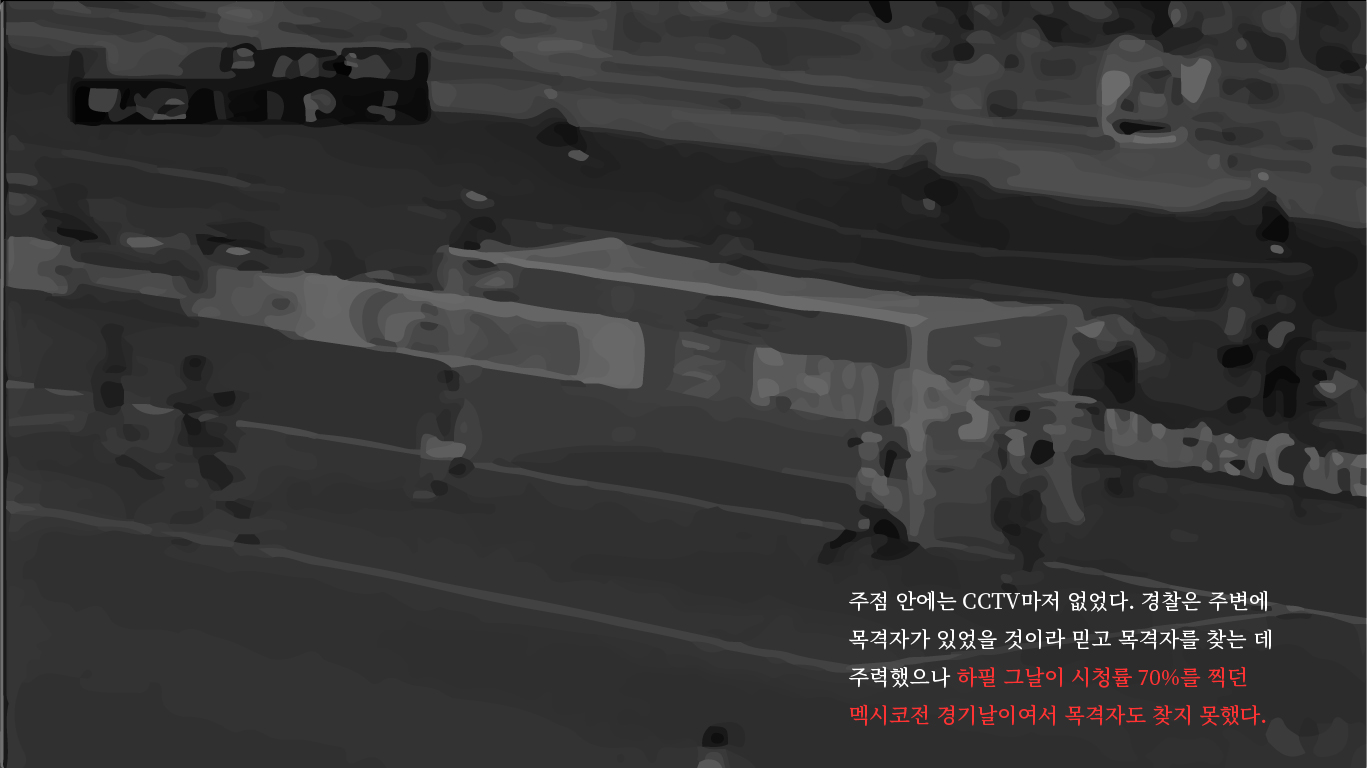 주점 안에는 CCTV마저 없었다. 경찰은 주변에
목격자가 있었을 것이라 믿고 목격자를 찾는 데
주력했으나 하필 그날이 시청률 70%를 찍던
멕시코전 경기날이여서 목격자도 찾지 못했다.